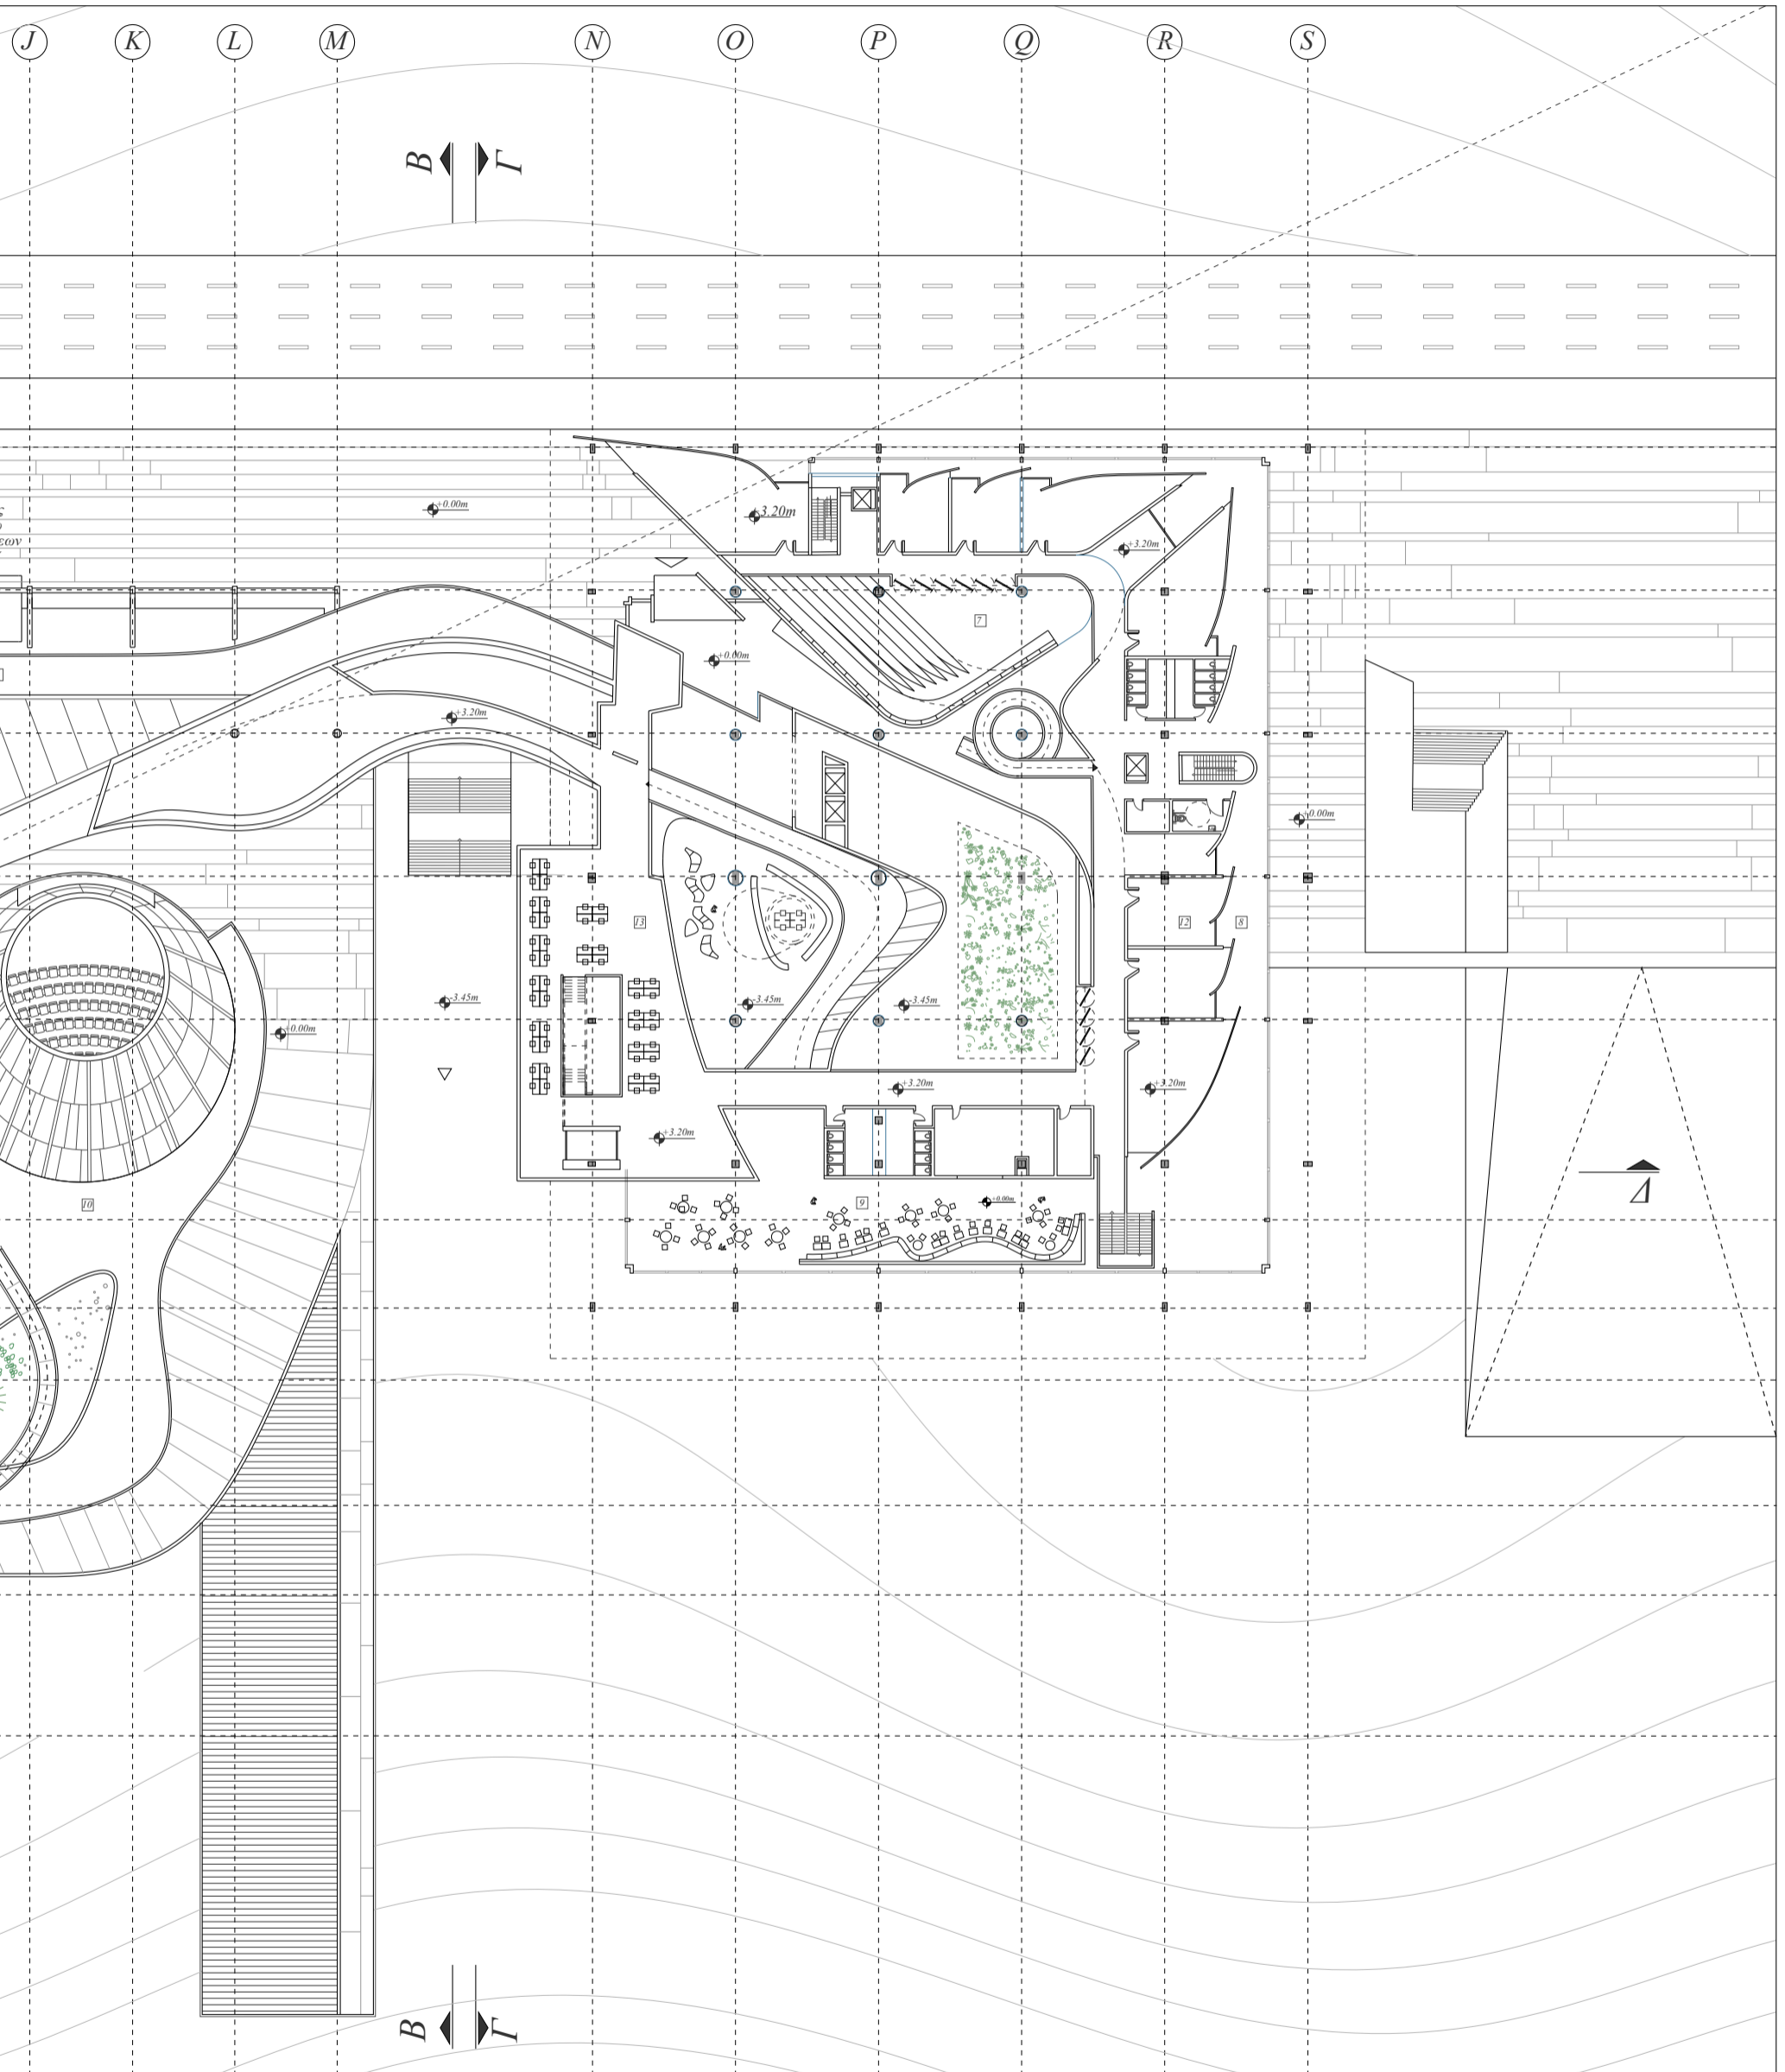 J K L M N O P Q R S
B Γ
+0.00m
3.20m
εων
+3.20m
7
+0.00m
+3.20m
+0.00m
13
12
8
-3.45m
-3.45m
-3.45m
+0.00m
+3.20m
+3.20m
+3.20m
10
9
+0.00m
Δ
B Γ